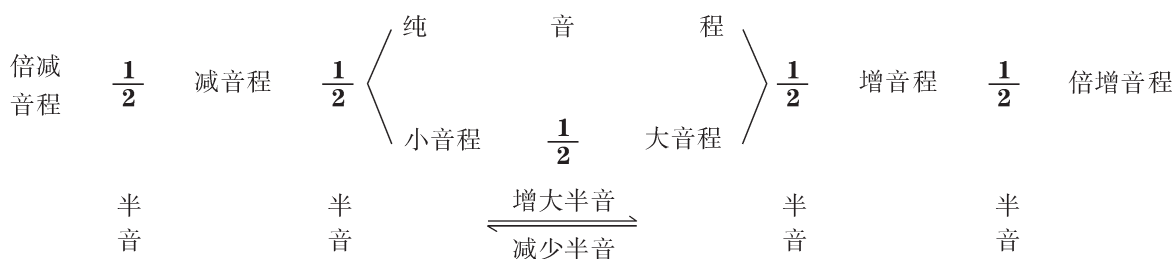 纯 音 程
倍减音程 1/2 减音程 1/2 1/2 增音程 1/2 倍增音程
小音程 1/2 大音程
半音 半音 增大半音 半音 半音
减少半音